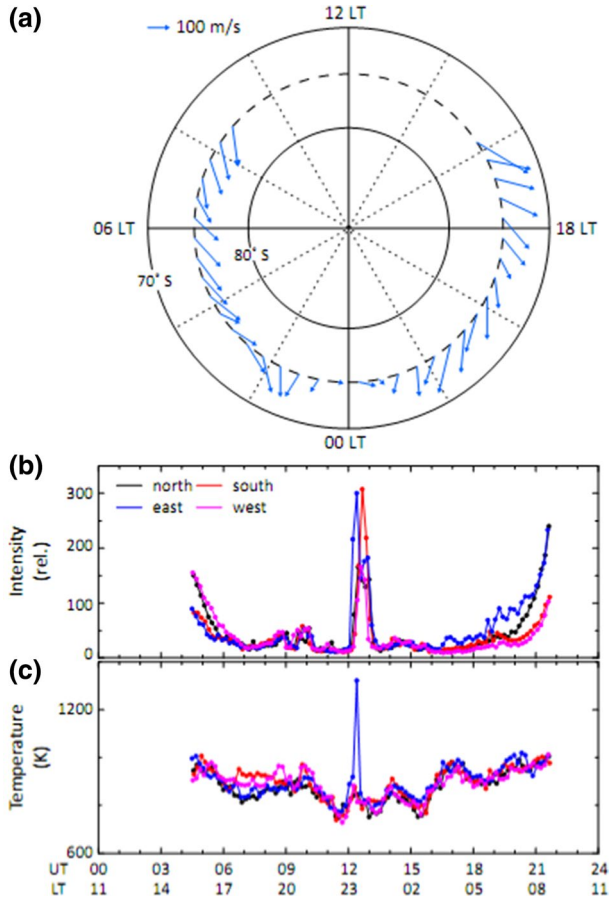 (a)
100 m/s
12 LT
06 LT
18 LT
80° S
70° S
00 LT
(b)
north south
east west
Intensity
(rel.)
300
200
100
0
(c)
Temperature
(K)
1200
600
UT 00 03 06 09 12 15 18 21 24
LT 11 14 17 20 23 02 05 08 11